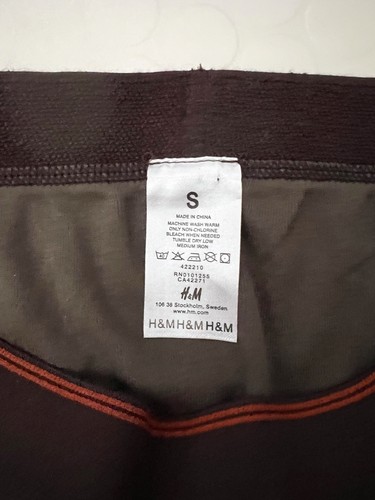 S
MADE IN CHINA
MACHINE WASH WARM
ONLY NON-CHLORINE
BLEACH WHEN NEEDED
TUMBLE DRY LOW
MEDIUM IRON
422210
RN0101255
CA42271
H&M
106 38 Stockholm, Sweden
www.hm.com
H&M H&M H&M